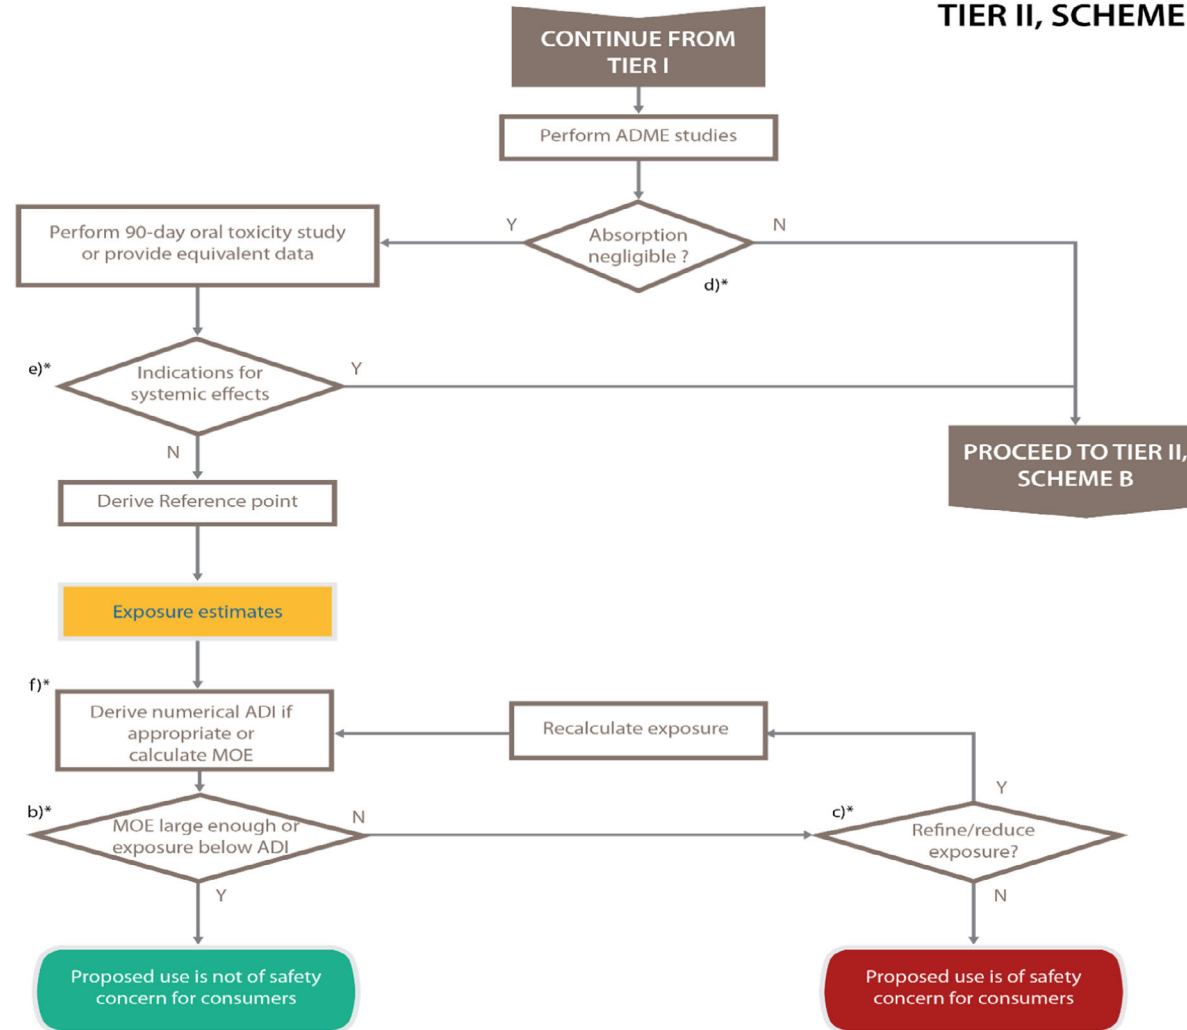 TIER II, SCHEME
CONTINUE FROM
TIER I
Perform ADME studies
Absorption
negligible ?
Y
N
d)*
Perform 90-day oral toxicity study
or provide equivalent data
e)*
Indications for
systemic effects
Y
N
PROCEED TO TIER II,
SCHEME B
Derive Reference point
Exposure estimates
f)*
Derive numerical ADI if
appropriate or
calculate MOE
Recalculate exposure
b)*
MOE large enough or
exposure below ADI
N
Y
c)*
Refine/reduce
exposure?
Y
N
Proposed use is not of safety
concern for consumers
Proposed use is of safety
concern for consumers